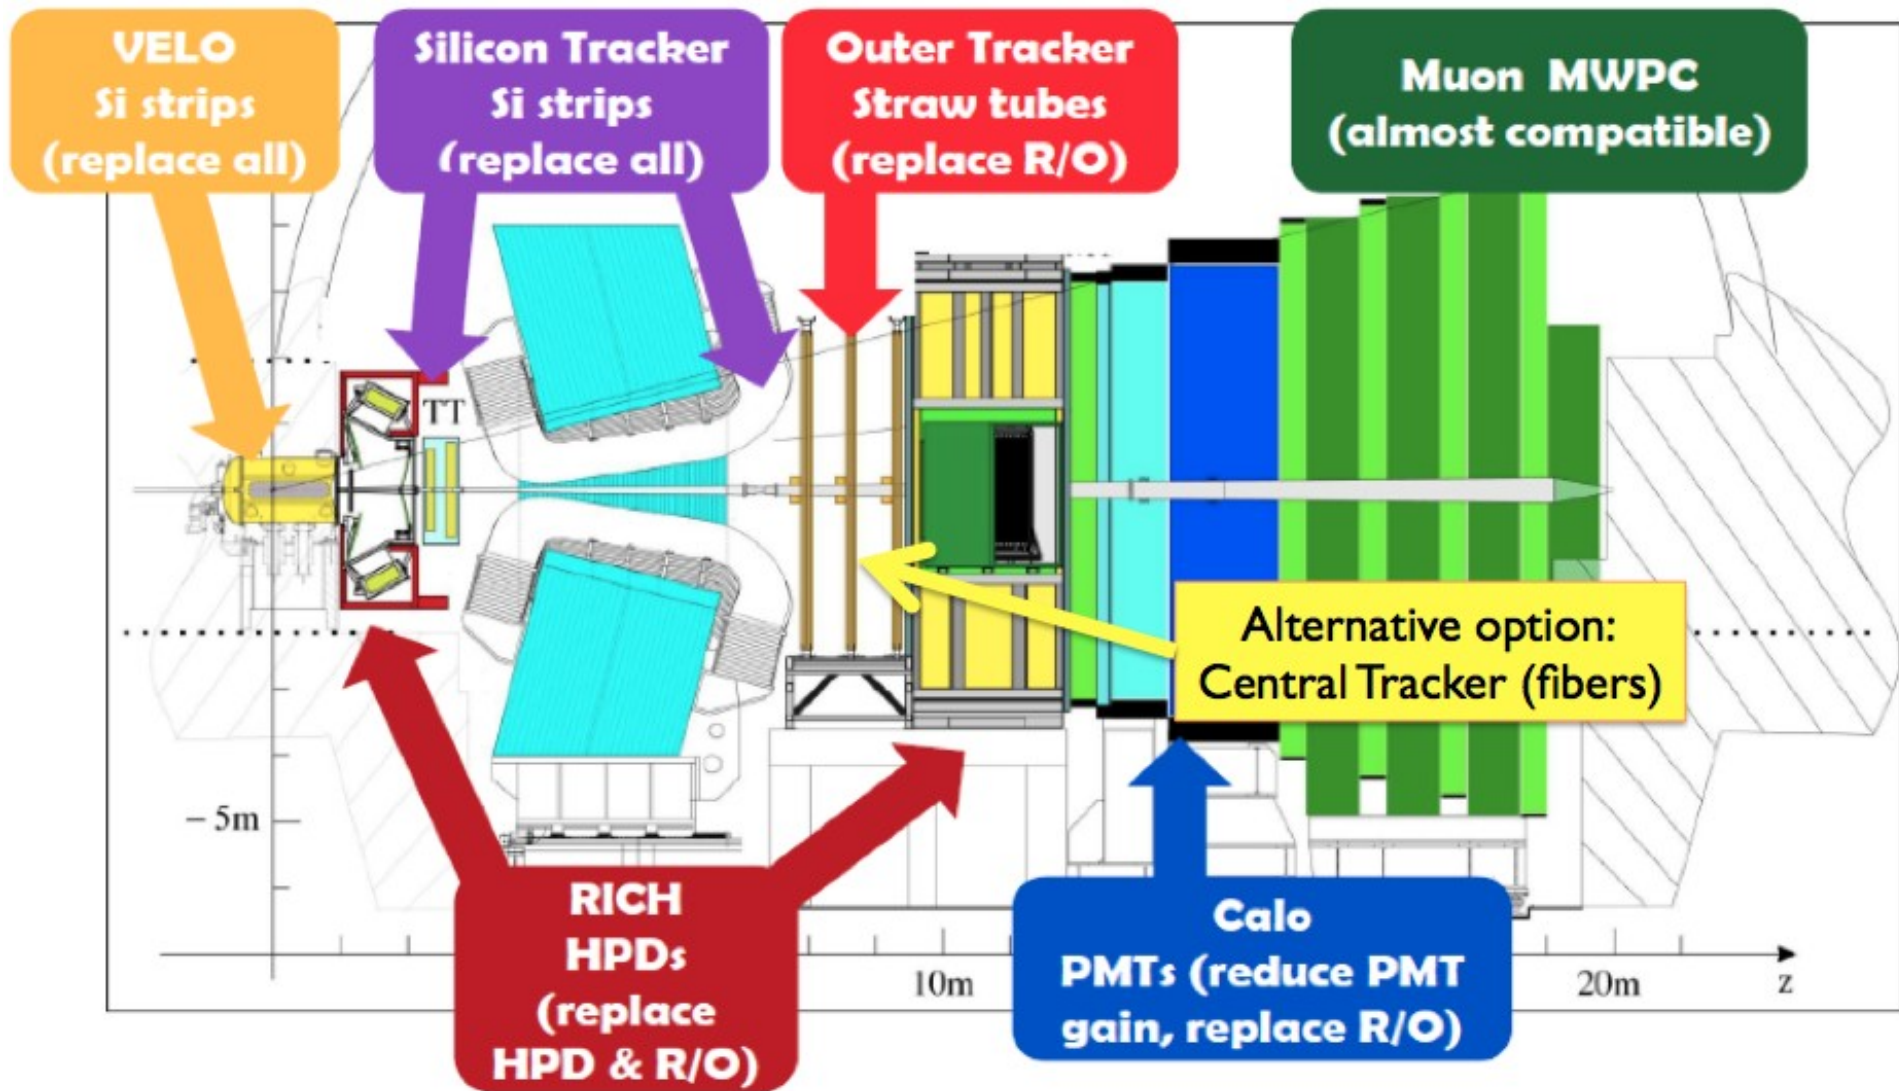 VELO
Si strips
(replace all)
Silicon Tracker
Si strips
(replace all)
Outer Tracker
Straw tubes
(replace R/O)
Muon MWPC
(almost compatible)
TT
Alternative option:
Central Tracker (fibers)
- 5m
RICH
HPDs
(replace
HPD & R/O)
Calo
PMTs (reduce PMT
gain, replace R/O)
10m
20m
z